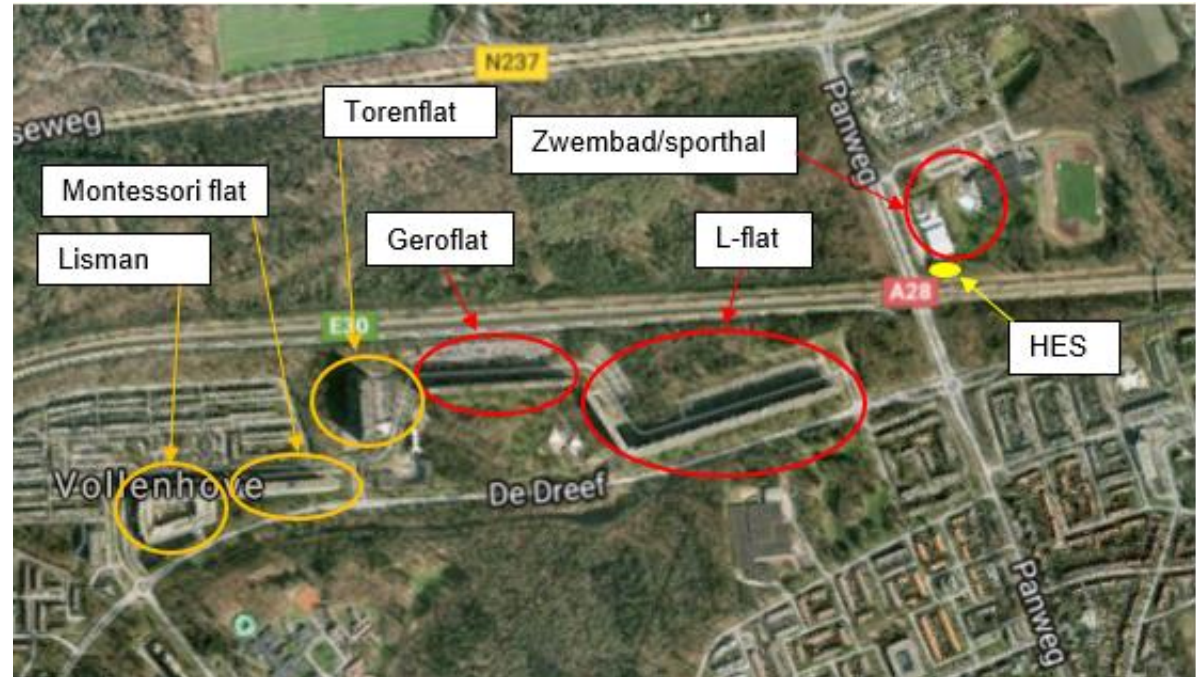 N237
seweg
Torenflat
Panweg
Zwembad/sporthal
Montessori flat
Geroflat
L-flat
Lisman
A28
E30
HES
Vollenhove
De Dreef
Panweg